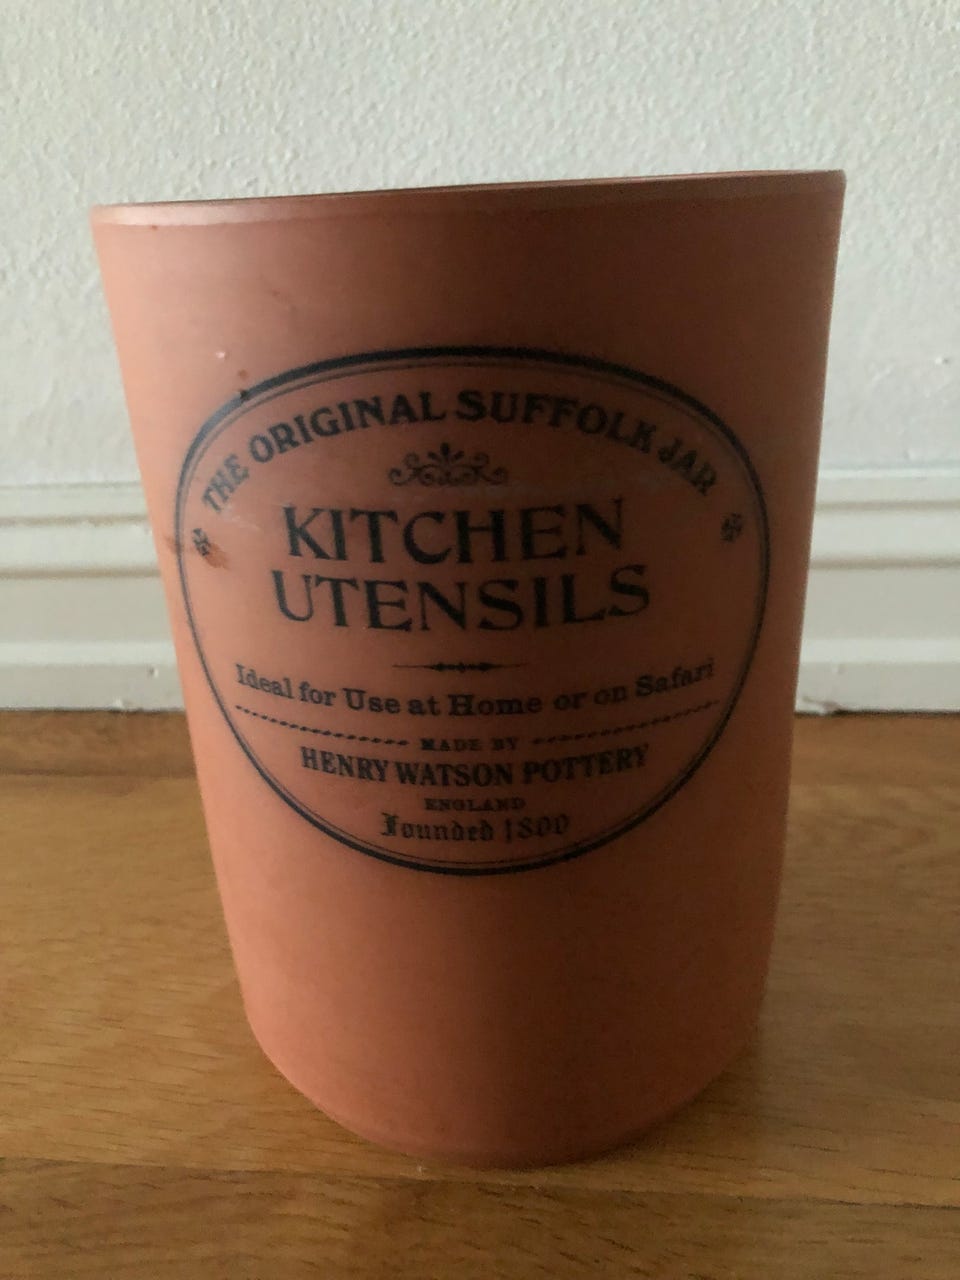 THE ORIGINAL SUFFOLK JAR
KITCHEN
UTENSILS
Ideal for Use at Home or on Safari
MADE BY
HENRY WATSON POTTERY
ENGLAND
Founded 1800